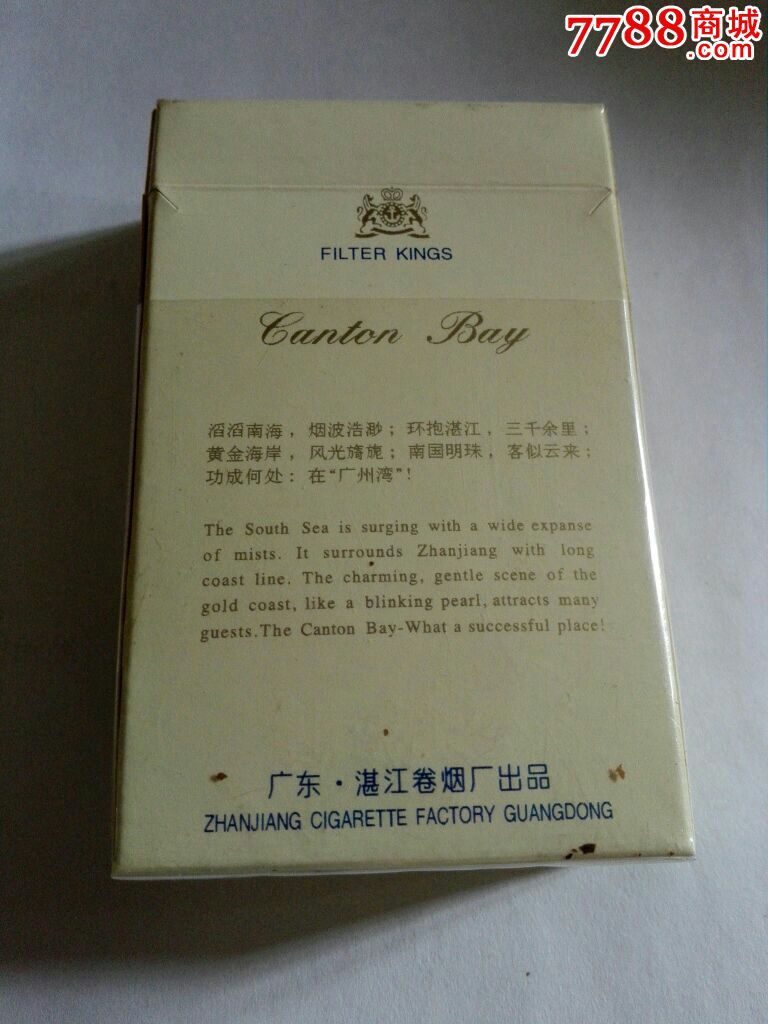 7788商城
.com
FILTER KINGS
Canton Bay
滔滔南海，烟波浩渺；环抱湛江，三千余里；
黄金海岸，风光旖旎；南国明珠，客似云来；
功成何处：在“广州湾”！
The South Sea is surging with a wide expanse
of mists. It surrounds Zhanjiang with long
coast line. The charming, gentle scene of the
gold coast, like a blinking pearl, attracts many
guests.The Canton Bay-What a successful place!
广东·湛江卷烟厂出品
ZHANJIANG CIGARETTE FACTORY GUANGDONG